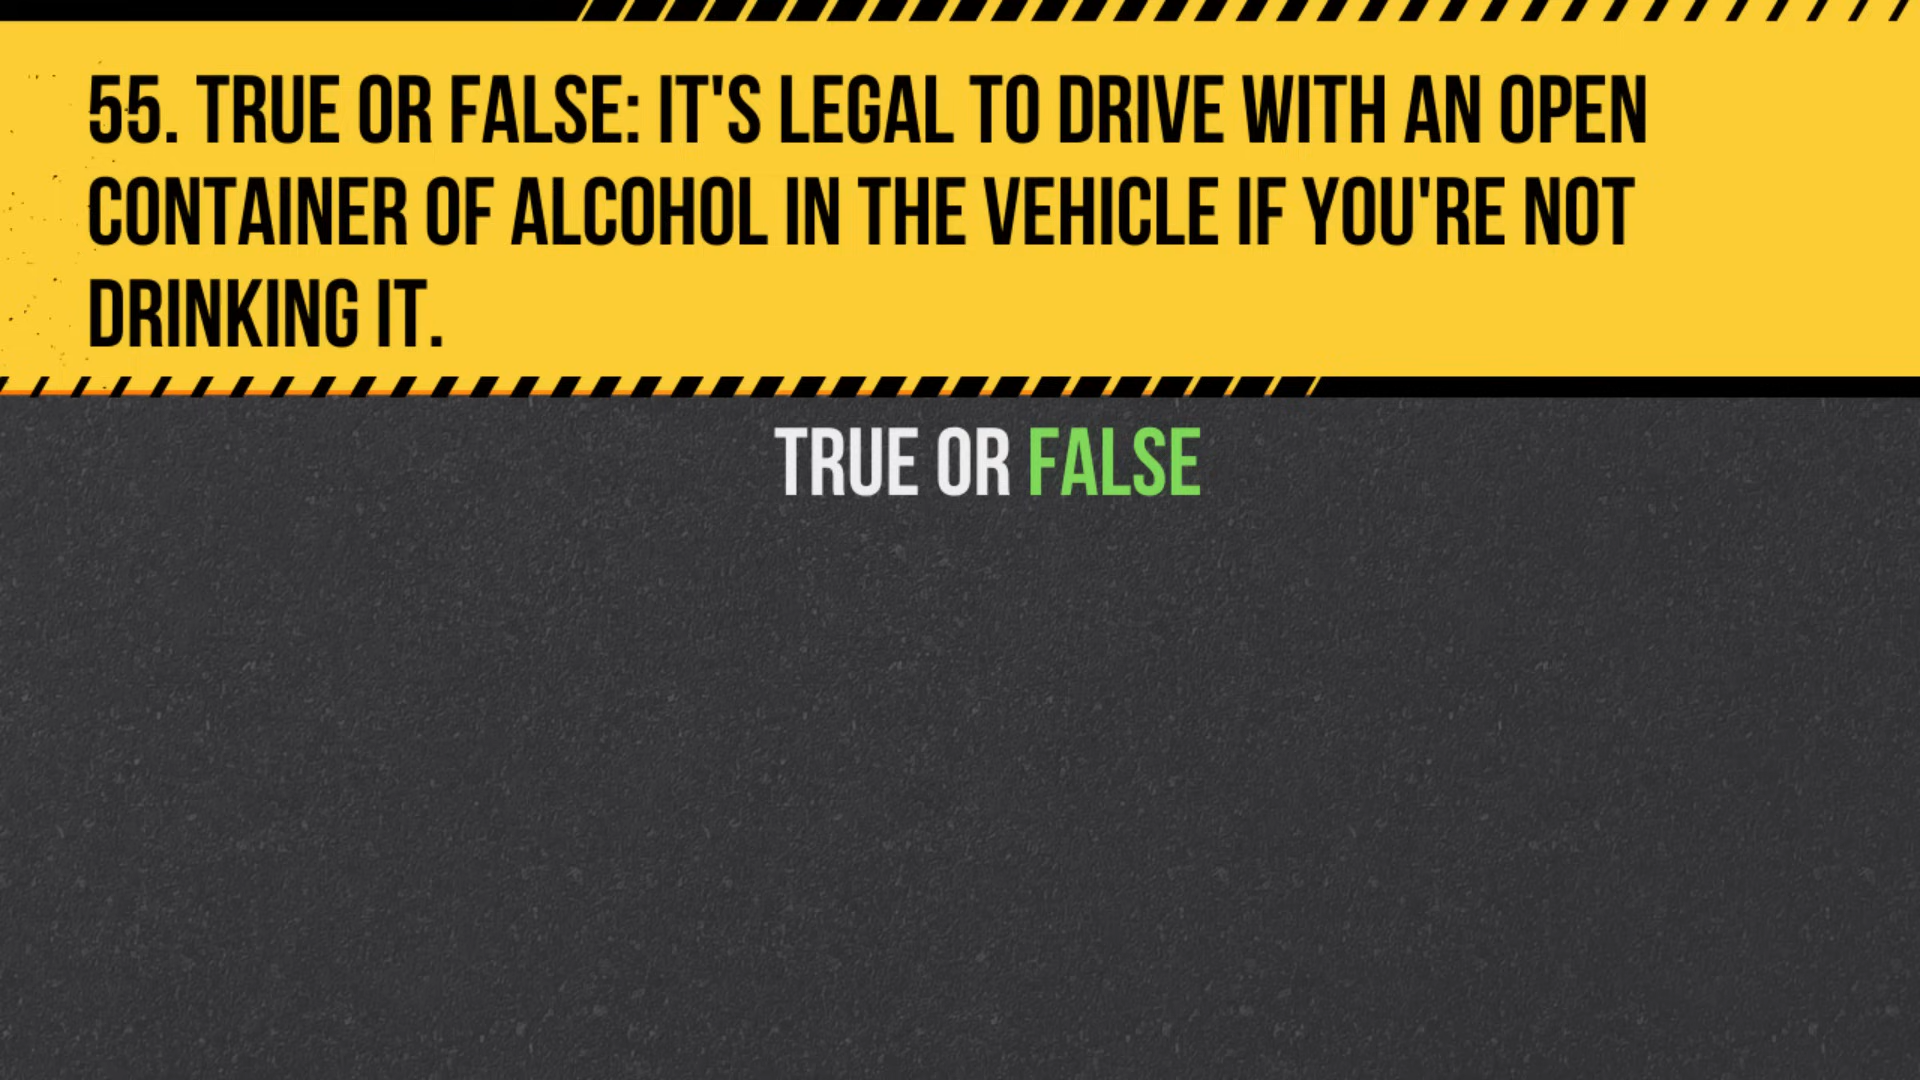 55. TRUE OR FALSE: IT'S LEGAL TO DRIVE WITH AN OPEN
CONTAINER OF ALCOHOL IN THE VEHICLE IF YOU'RE NOT
DRINKING IT.
TRUE OR FALSE